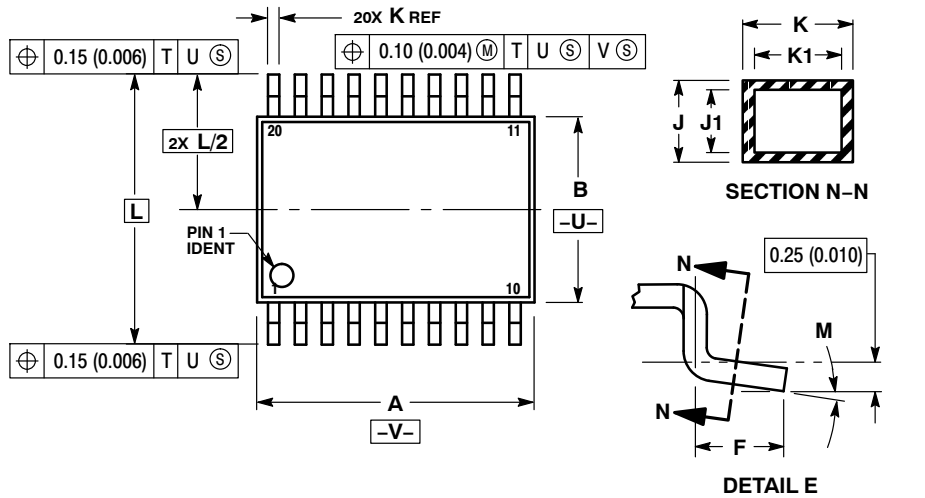 20X K REF
⌖ 0.15 (0.006) T U Ⓢ
⌖ 0.10 (0.004) Ⓜ T U Ⓢ V Ⓢ
K
K1
J
J1
SECTION N–N
2X L/2
L
20
11
B
–U–
PIN 1
IDENT
1
10
⌖ 0.15 (0.006) T U Ⓢ
A
–V–
0.25 (0.010)
N
M
N
F
DETAIL E